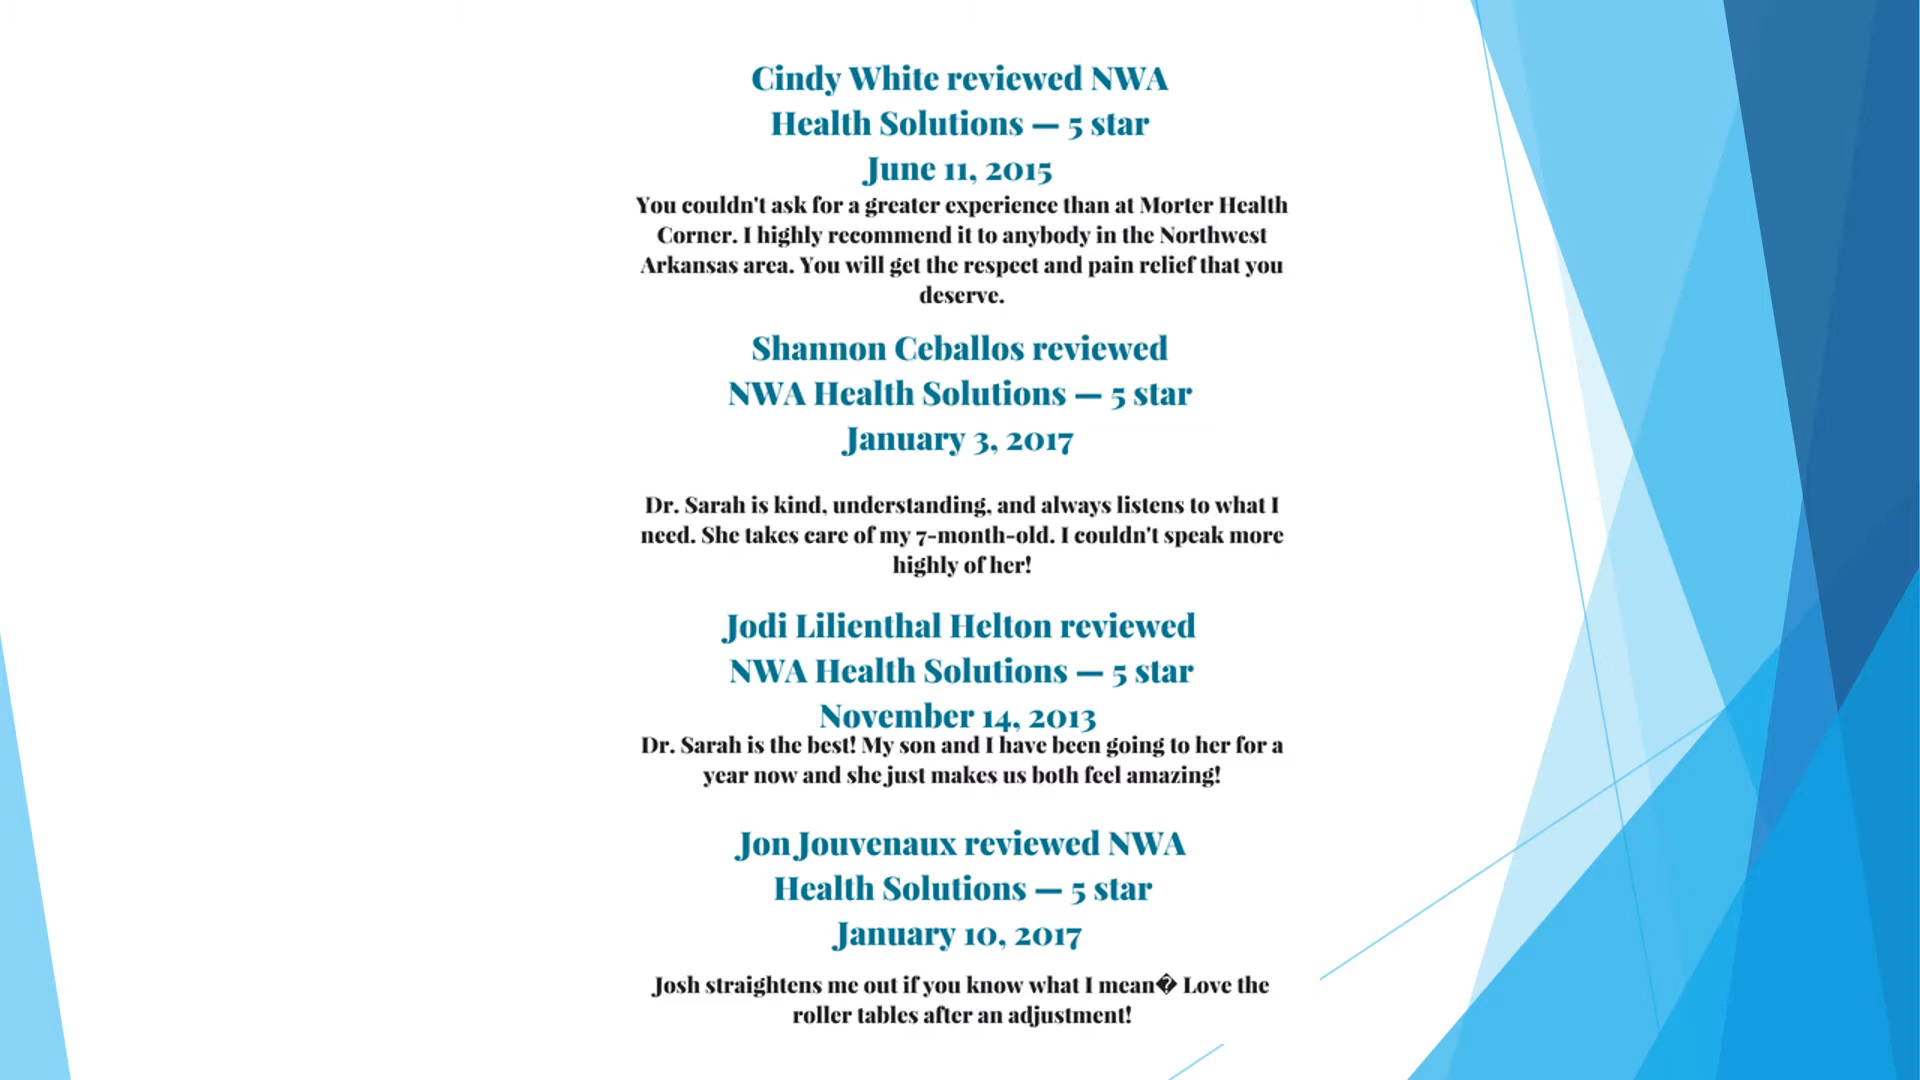 Cindy White reviewed NWA
Health Solutions — 5 star
June 11, 2015
You couldn't ask for a greater experience than at Morter Health
Corner. I highly recommend it to anybody in the Northwest
Arkansas area. You will get the respect and pain relief that you
deserve.
Shannon Ceballos reviewed
NWA Health Solutions — 5 star
January 3, 2017
Dr. Sarah is kind, understanding, and always listens to what I
need. She takes care of my 7-month-old. I couldn't speak more
highly of her!
Jodi Lilienthal Helton reviewed
NWA Health Solutions — 5 star
November 14, 2013
Dr. Sarah is the best! My son and I have been going to her for a
year now and she just makes us both feel amazing!
Jon Jouvenaux reviewed NWA
Health Solutions — 5 star
January 10, 2017
Josh straightens me out if you know what I mean� Love the
roller tables after an adjustment!